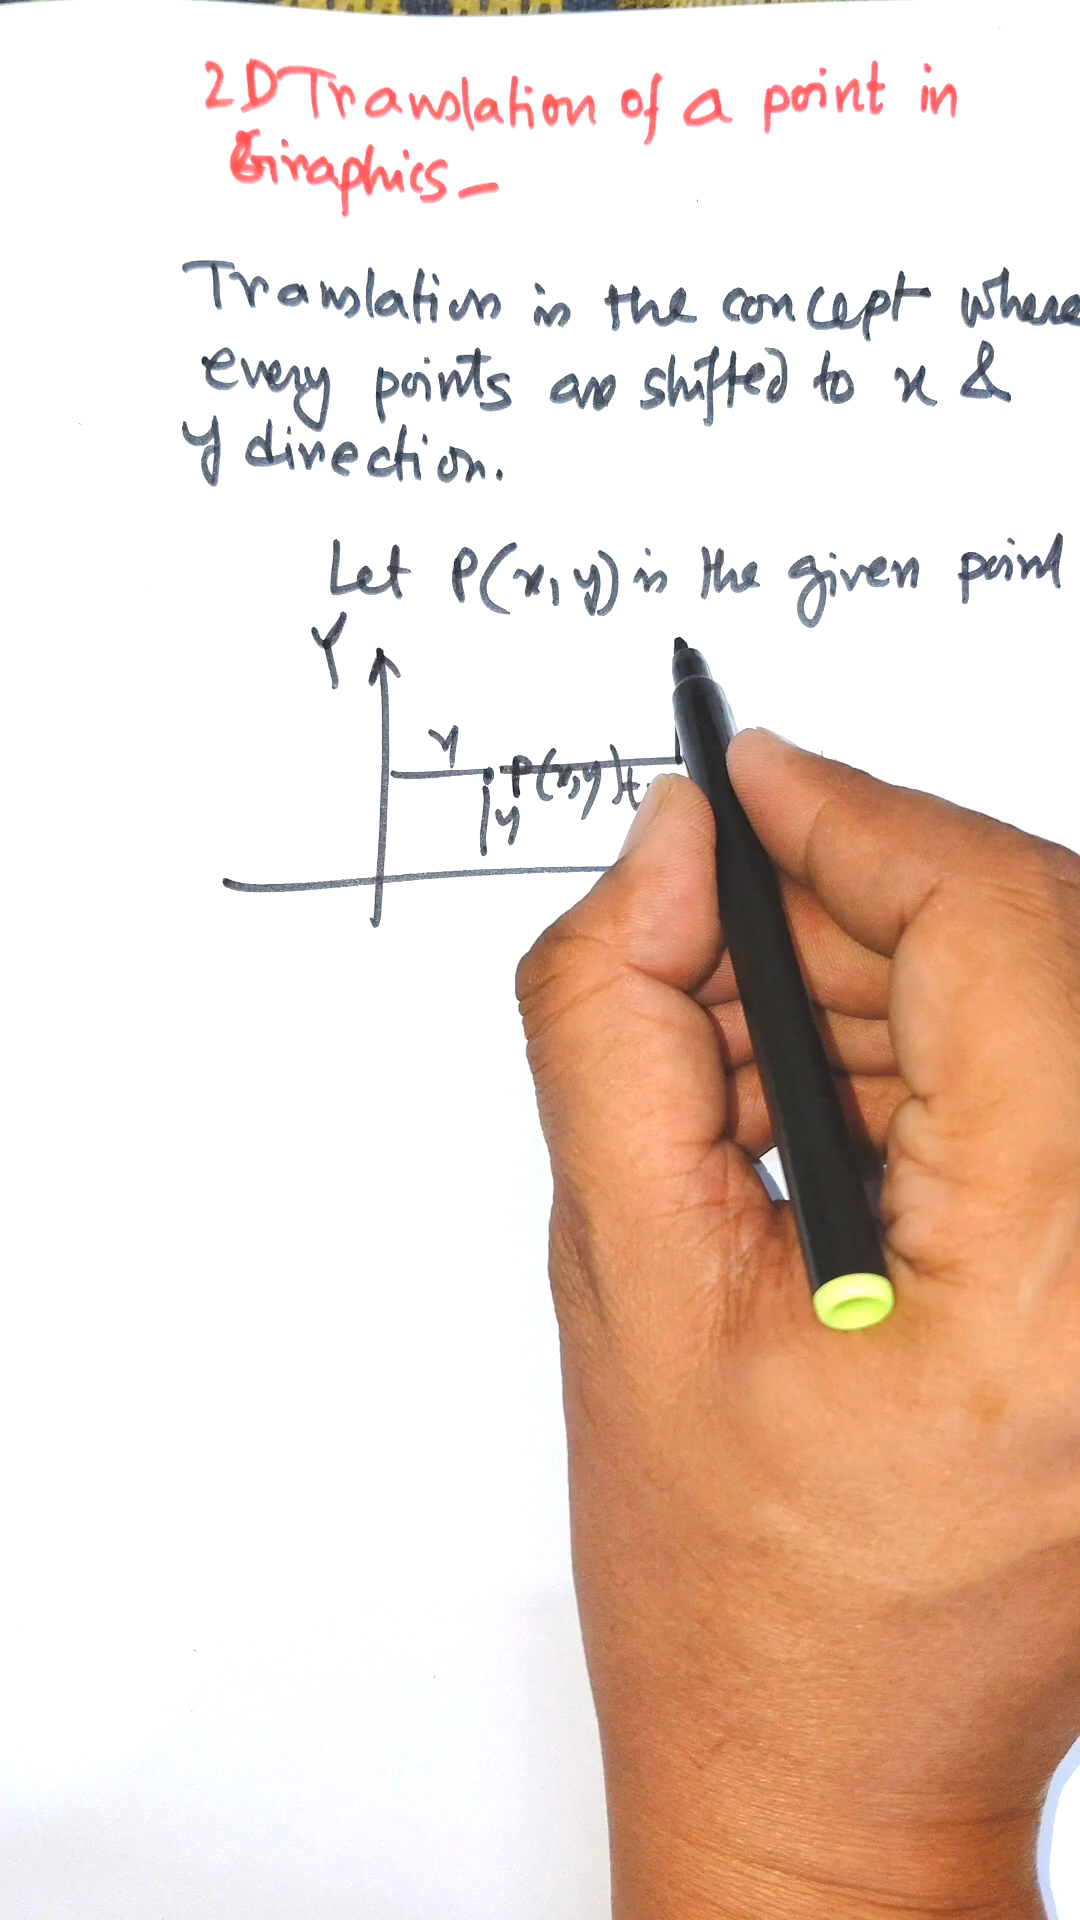 2D Translation of a point in
Graphics-
Translation is the concept where
every points are shifted to x &
y direction.
Let P(x, y) is the given point
Y
x
P(x,y) t
y